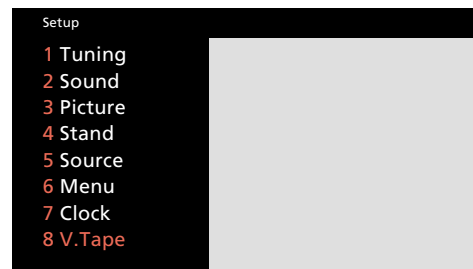 Setup
1 Tuning
2 Sound
3 Picture
4 Stand
5 Source
6 Menu
7 Clock
8 V.Tape